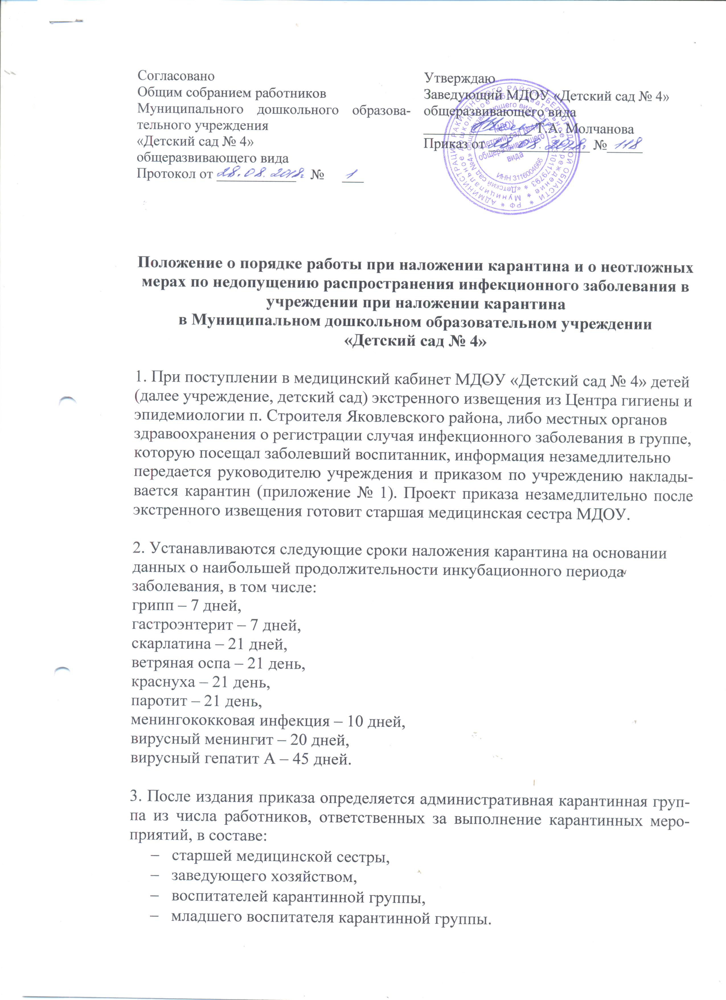 Согласовано
Общим собранием работников
Муниципального дошкольного образова-
тельного учреждения
«Детский сад № 4»
общеразвивающего вида
Протокол от 28.08.2018г № 1
Утверждаю
Заведующий МДОУ «Детский сад № 4»
общеразвивающего вида
Т.А. Молчанова
Приказ от 28.08.2018г № 118
МДОУ
«Детский сад №4»
общеразвивающего
вида
ИНН 3116004666
Положение о порядке работы при наложении карантина и о неотложных
мерах по недопущению распространения инфекционного заболевания в
учреждении при наложении карантина
в Муниципальном дошкольном образовательном учреждении
«Детский сад № 4»
1. При поступлении в медицинский кабинет МДОУ «Детский сад № 4» детей
(далее учреждение, детский сад) экстренного извещения из Центра гигиены и
эпидемиологии п. Строителя Яковлевского района, либо местных органов
здравоохранения о регистрации случая инфекционного заболевания в группе,
которую посещал заболевший воспитанник, информация незамедлительно
передается руководителю учреждения и приказом по учреждению наклады-
вается карантин (приложение № 1). Проект приказа незамедлительно после
экстренного извещения готовит старшая медицинская сестра МДОУ.
2. Устанавливаются следующие сроки наложения карантина на основании
данных о наибольшей продолжительности инкубационного периода
заболевания, в том числе:
грипп – 7 дней,
гастроэнтерит – 7 дней,
скарлатина – 21 дней,
ветряная оспа – 21 день,
краснуха – 21 день,
паротит – 21 день,
менингококковая инфекция – 10 дней,
вирусный менингит – 20 дней,
вирусный гепатит А – 45 дней.
3. После издания приказа определяется административная карантинная груп-
па из числа работников, ответственных за выполнение карантинных меро-
приятий, в составе:
– старшей медицинской сестры,
– заведующего хозяйством,
– воспитателей карантинной группы,
– младшего воспитателя карантинной группы.